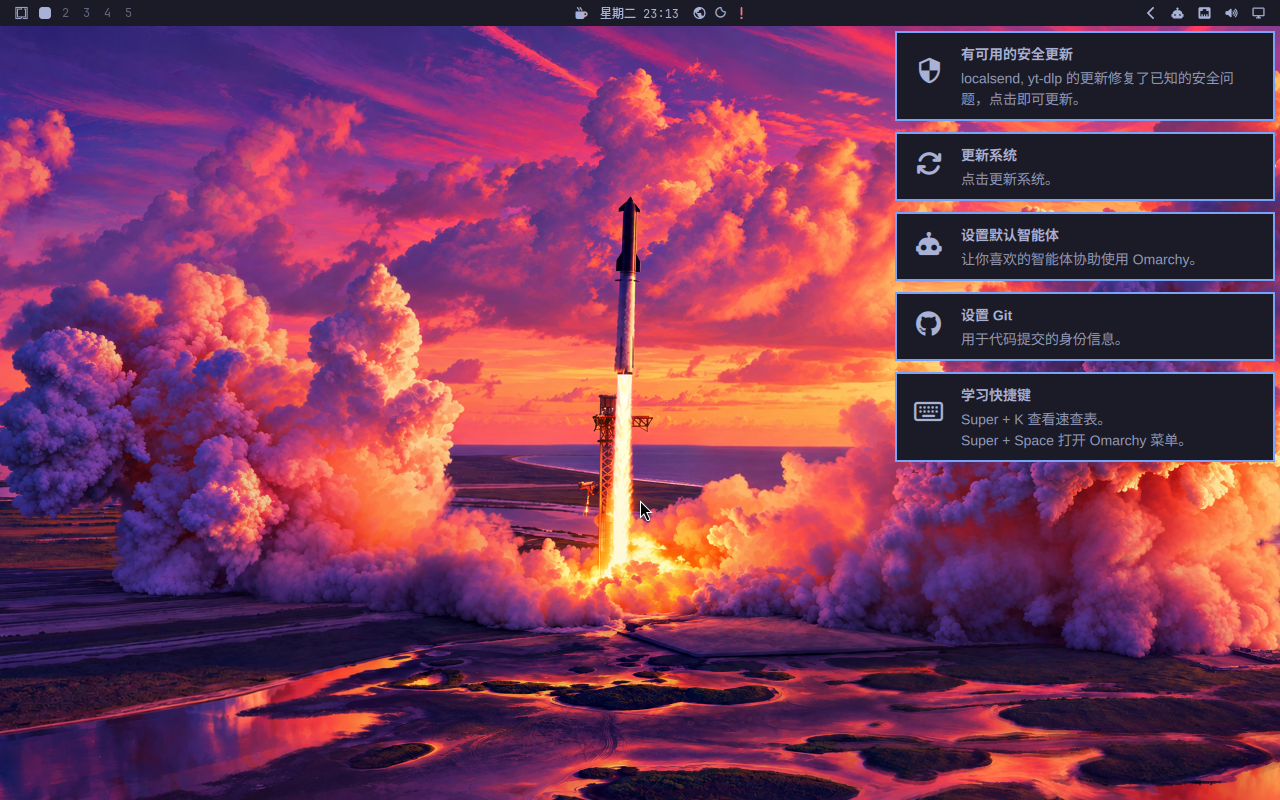 2 3 4 5
星期二 23:13
有可用的安全更新
localsend, yt-dlp 的更新修复了已知的安全问
题，点击即可更新。
更新系统
点击更新系统。
设置默认智能体
让你喜欢的智能体协助使用 Omarchy。
设置 Git
用于代码提交的身份信息。
学习快捷键
Super + K 查看速查表。
Super + Space 打开 Omarchy 菜单。